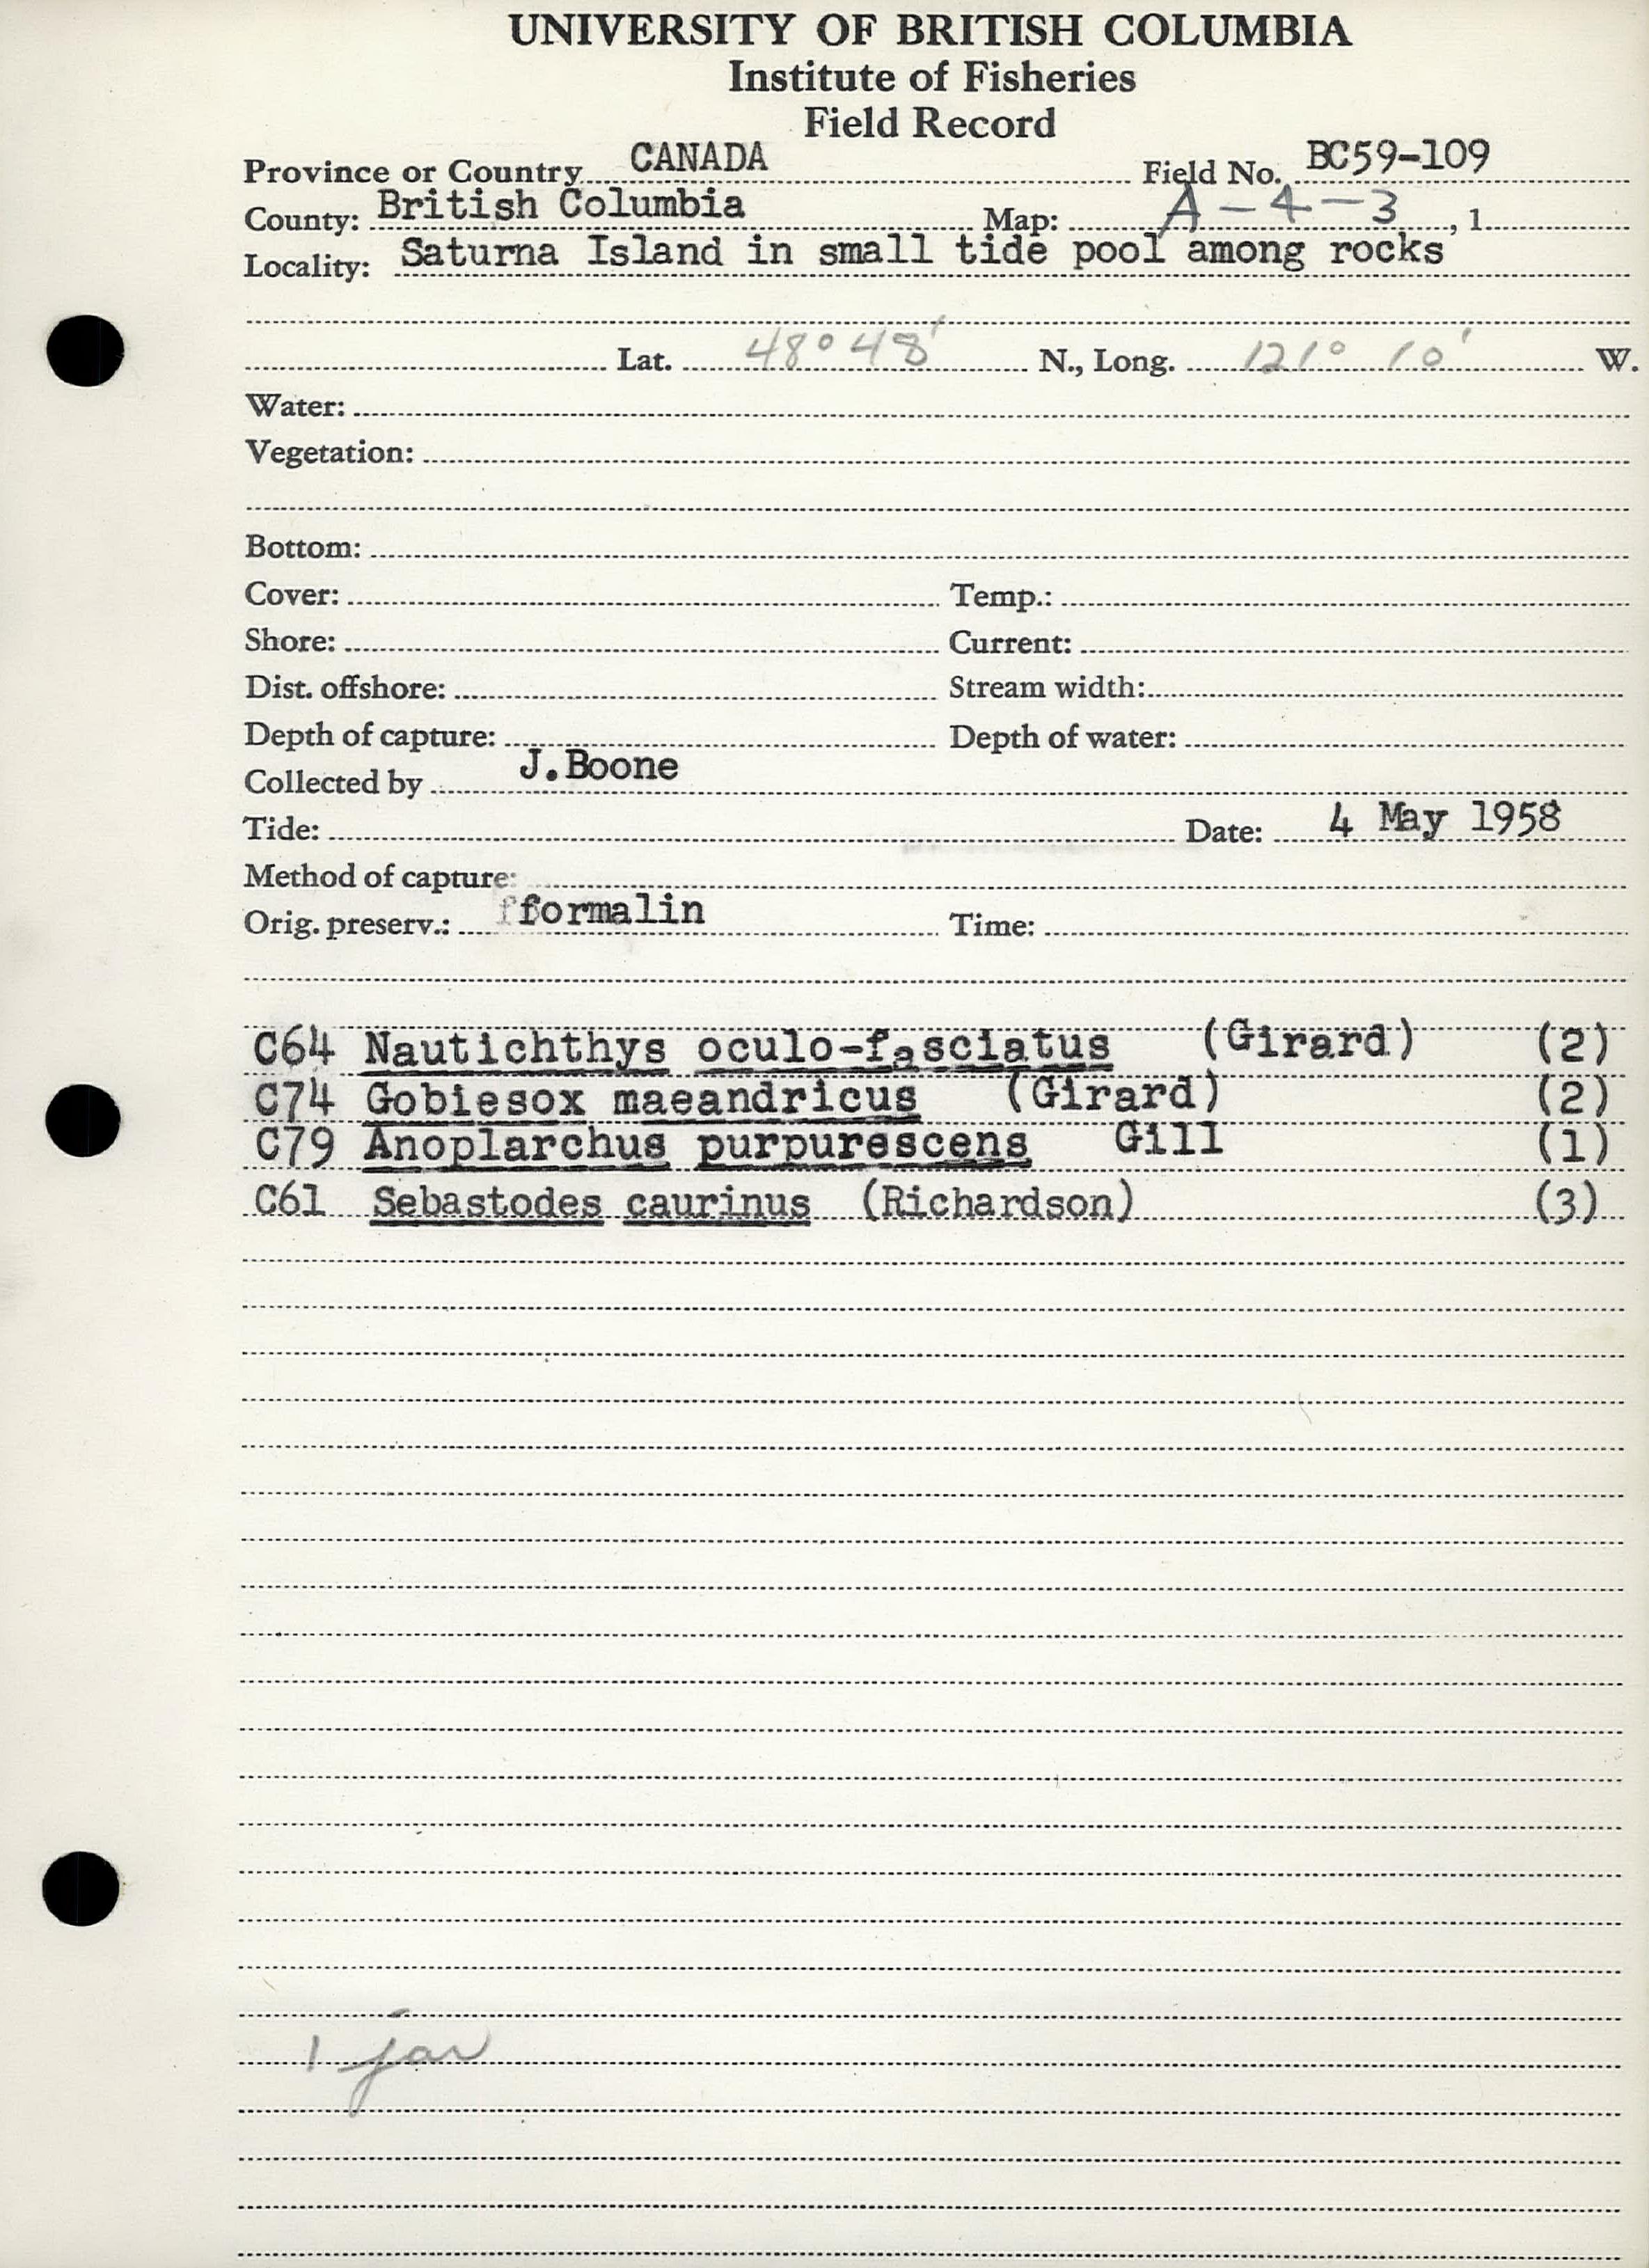 UNIVERSITY OF BRITISH COLUMBIA
Institute of Fisheries
Field Record
Province or Country CANADA Field No. BC59-109
County: British Columbia Map: A-4-3, 1
Locality: Saturna Island in small tide pool among rocks
Lat. 48° 48' N., Long. 121° 10' W.
Water:
Vegetation:
Bottom:
Cover: Temp.:
Shore: Current:
Dist. offshore: Stream width:
Depth of capture: Depth of water:
Collected by J.Boone
Tide: Date: 4 May 1958
Method of capture:
Orig. preserv.: fformalin Time:
C64 Nautichthys oculo-fasciatus (Girard) (2)
C74 Gobiesox maeandricus (Girard) (2)
C79 Anoplarchus purpurescens Gill (1)
C61 Sebastodes caurinus (Richardson) (3)
1 jar